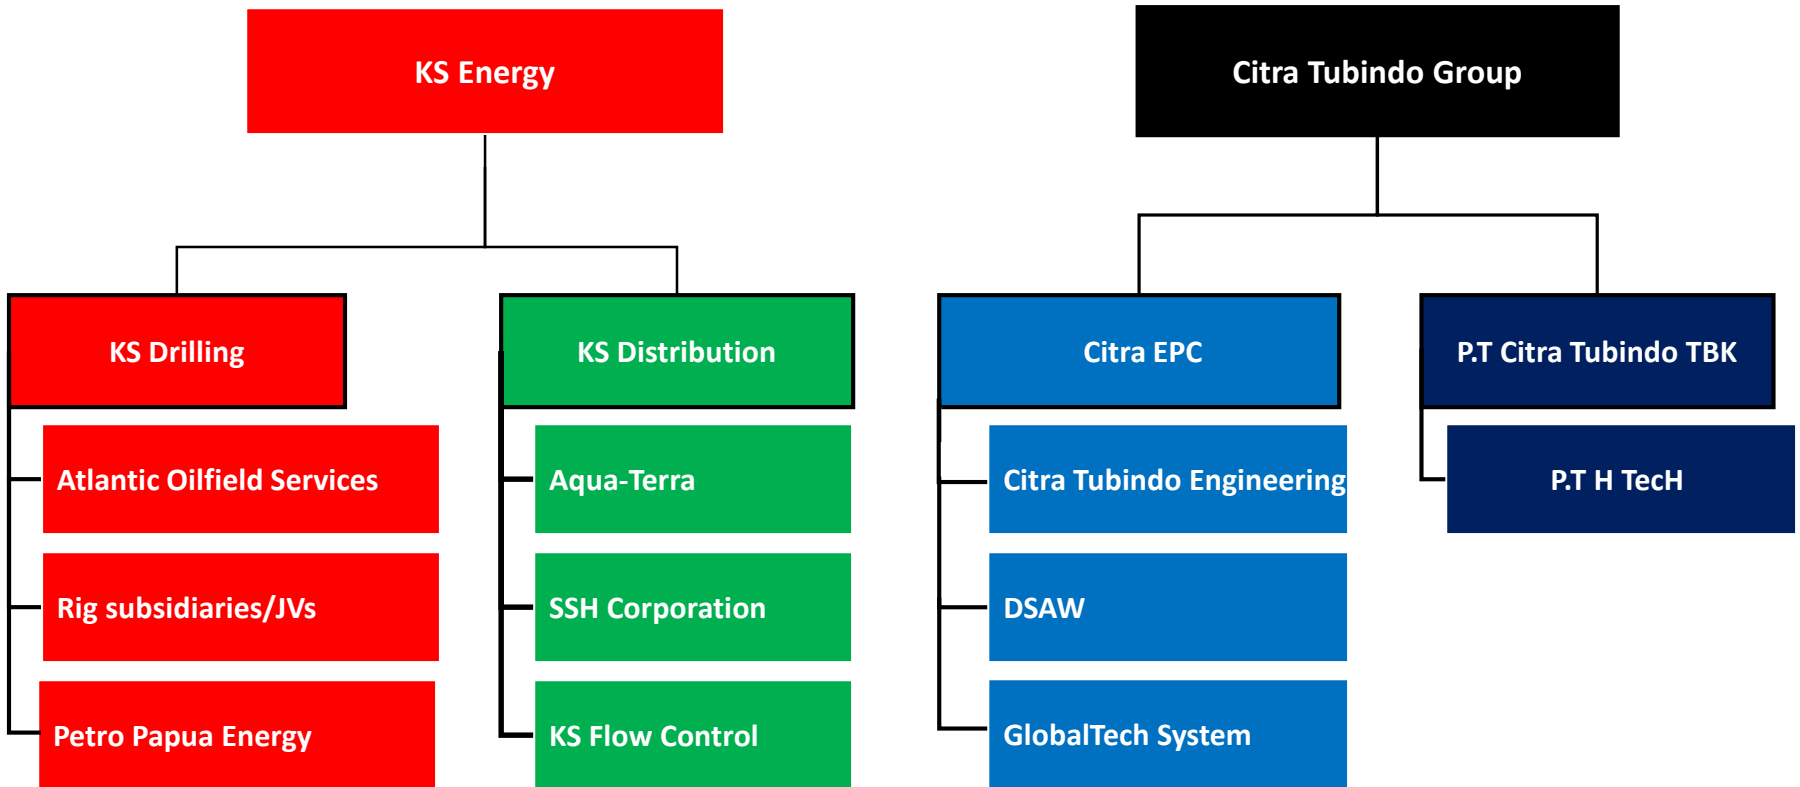 KS Energy
Citra Tubindo Group
KS Drilling
KS Distribution
Citra EPC
P.T Citra Tubindo TBK
Atlantic Oilfield Services
Aqua-Terra
Citra Tubindo Engineering
P.T H TecH
Rig subsidiaries/JVs
SSH Corporation
DSAW
Petro Papua Energy
KS Flow Control
GlobalTech System